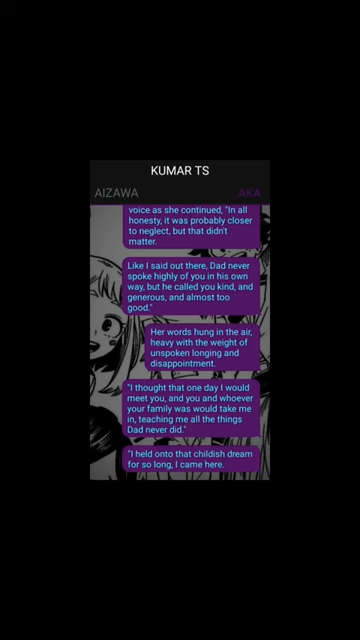 KUMAR TS
AIZAWA AKA
voice as she continued, "In all
honesty, it was probably closer
to neglect, but that didn't
matter.
Like I said out there, Dad never
spoke highly of you in his own
way, but he called you kind, and
generous, and almost too
good."
Her words hung in the air,
heavy with the weight of
unspoken longing and
disappointment.
"I thought that one day I would
meet you, and you and whoever
your family was would take me
in, teaching me all the things
Dad never did."
"I held onto that childish dream
for so long, I came here.